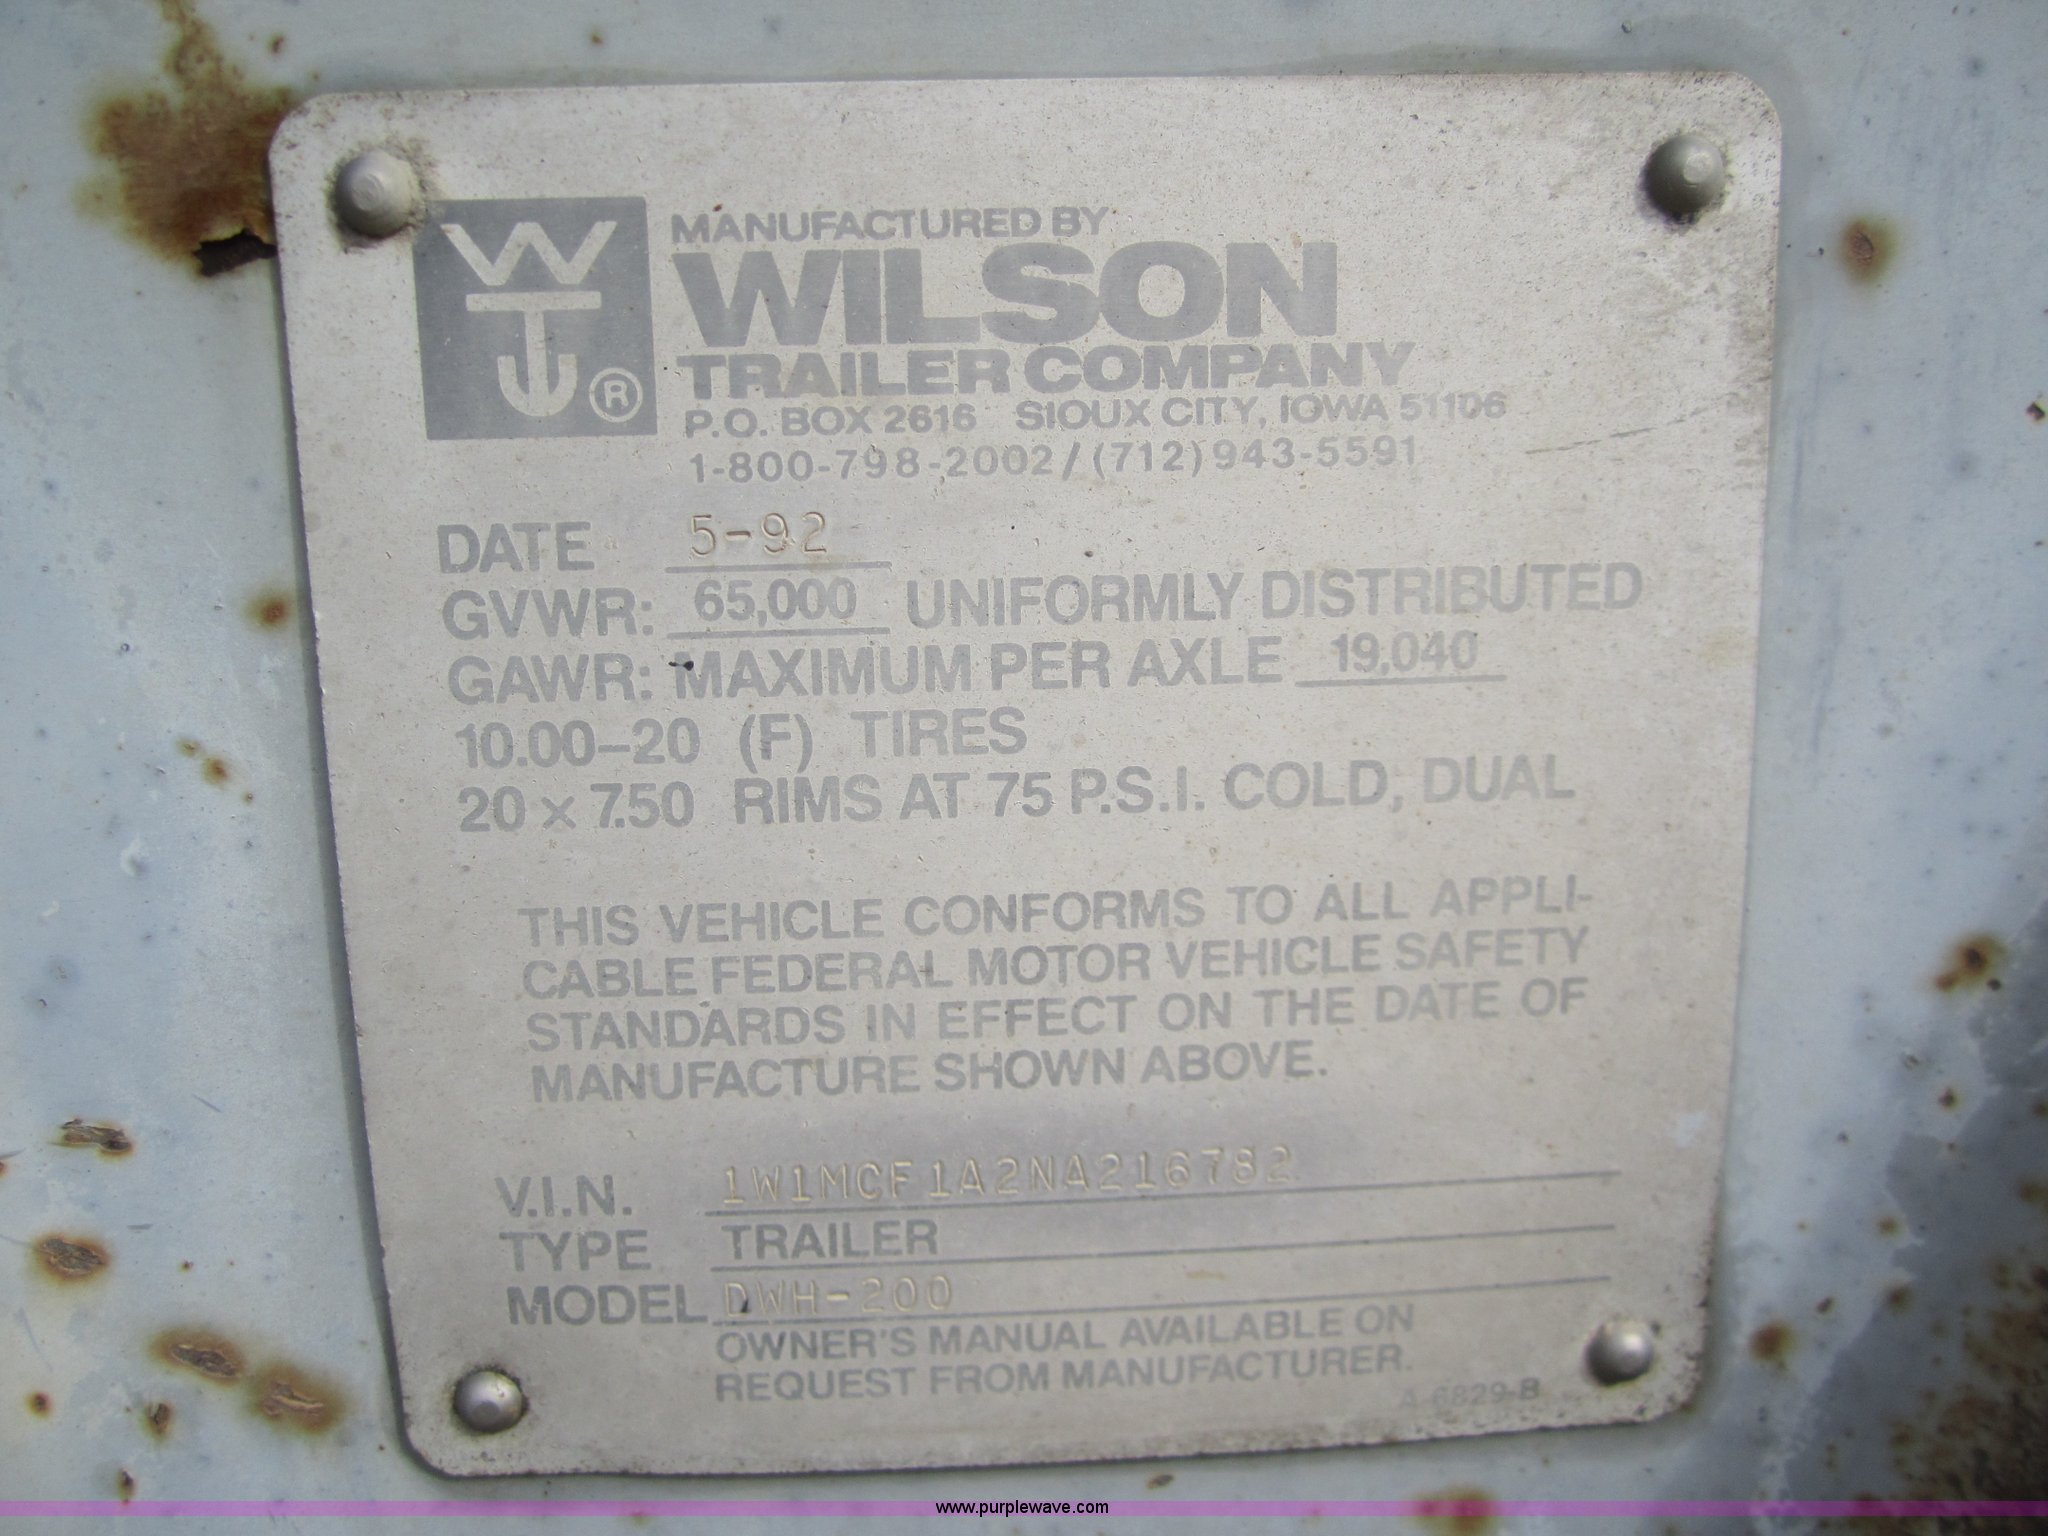 WTJ®
MANUFACTURED BY
WILSON
TRAILER COMPANY
P.O. BOX 2616 SIOUX CITY, IOWA 51106
1-800-798-2002/(712)943-5591
DATE 5-92
GVWR: 65,000 UNIFORMLY DISTRIBUTED
GAWR: MAXIMUM PER AXLE 19,040
10.00-20 (F) TIRES
20 x 7.50 RIMS AT 75 P.S.I. COLD, DUAL
THIS VEHICLE CONFORMS TO ALL APPLI-
CABLE FEDERAL MOTOR VEHICLE SAFETY
STANDARDS IN EFFECT ON THE DATE OF
MANUFACTURE SHOWN ABOVE.
V.I.N. 1W1MCF1A2NA216782
TYPE TRAILER
MODEL DWH-200
OWNER'S MANUAL AVAILABLE ON
REQUEST FROM MANUFACTURER.
A-6829-B
www.purplewave.com